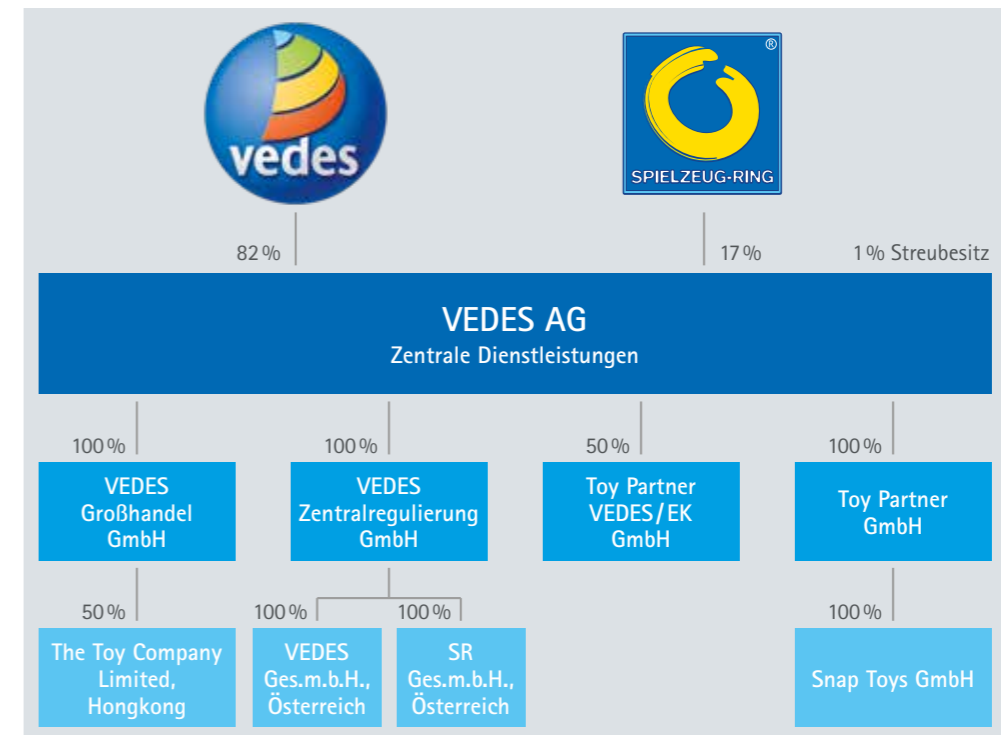 vedes
®
SPIELZEUG-RING
82 %
17 %
1 % Streubesitz
VEDES AG
Zentrale Dienstleistungen
100 %
100 %
50 %
100 %
VEDES
Großhandel
GmbH
VEDES
Zentralregulierung
GmbH
Toy Partner
VEDES/EK
GmbH
Toy Partner
GmbH
50 %
100 %
100 %
100 %
The Toy Company
Limited,
Hongkong
VEDES
Ges.m.b.H.,
Österreich
SR
Ges.m.b.H.,
Österreich
Snap Toys GmbH